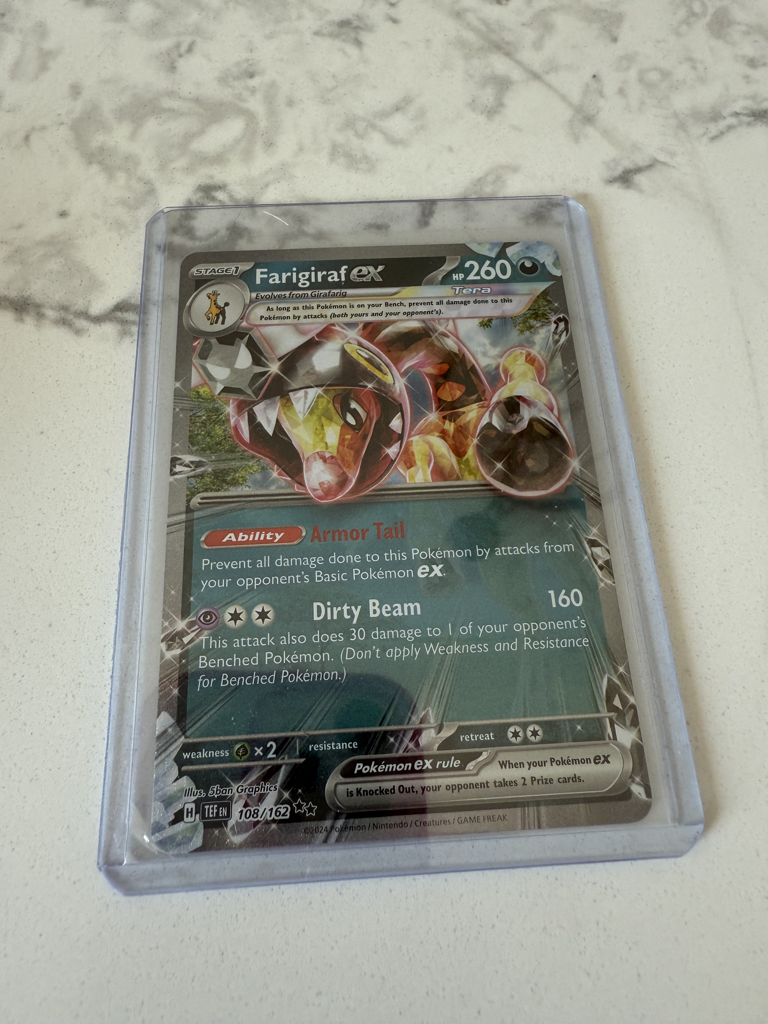 STAGE 1 Farigiraf ex HP 260
Evolves from Girafarig Tera
As long as this Pokémon is on your Bench, prevent all damage done to this
Pokémon by attacks (both yours and your opponent's).
Ability Armor Tail
Prevent all damage done to this Pokémon by attacks from
your opponent's Basic Pokémon ex.
Dirty Beam 160
This attack also does 30 damage to 1 of your opponent's
Benched Pokémon. (Don't apply Weakness and Resistance
for Benched Pokémon.)
weakness ×2 resistance retreat
Pokémon ex rule When your Pokémon ex
is Knocked Out, your opponent takes 2 Prize cards.
Illus. 5ban Graphics
H TEF EN 108/162
©2024 Pokémon / Nintendo / Creatures / GAME FREAK